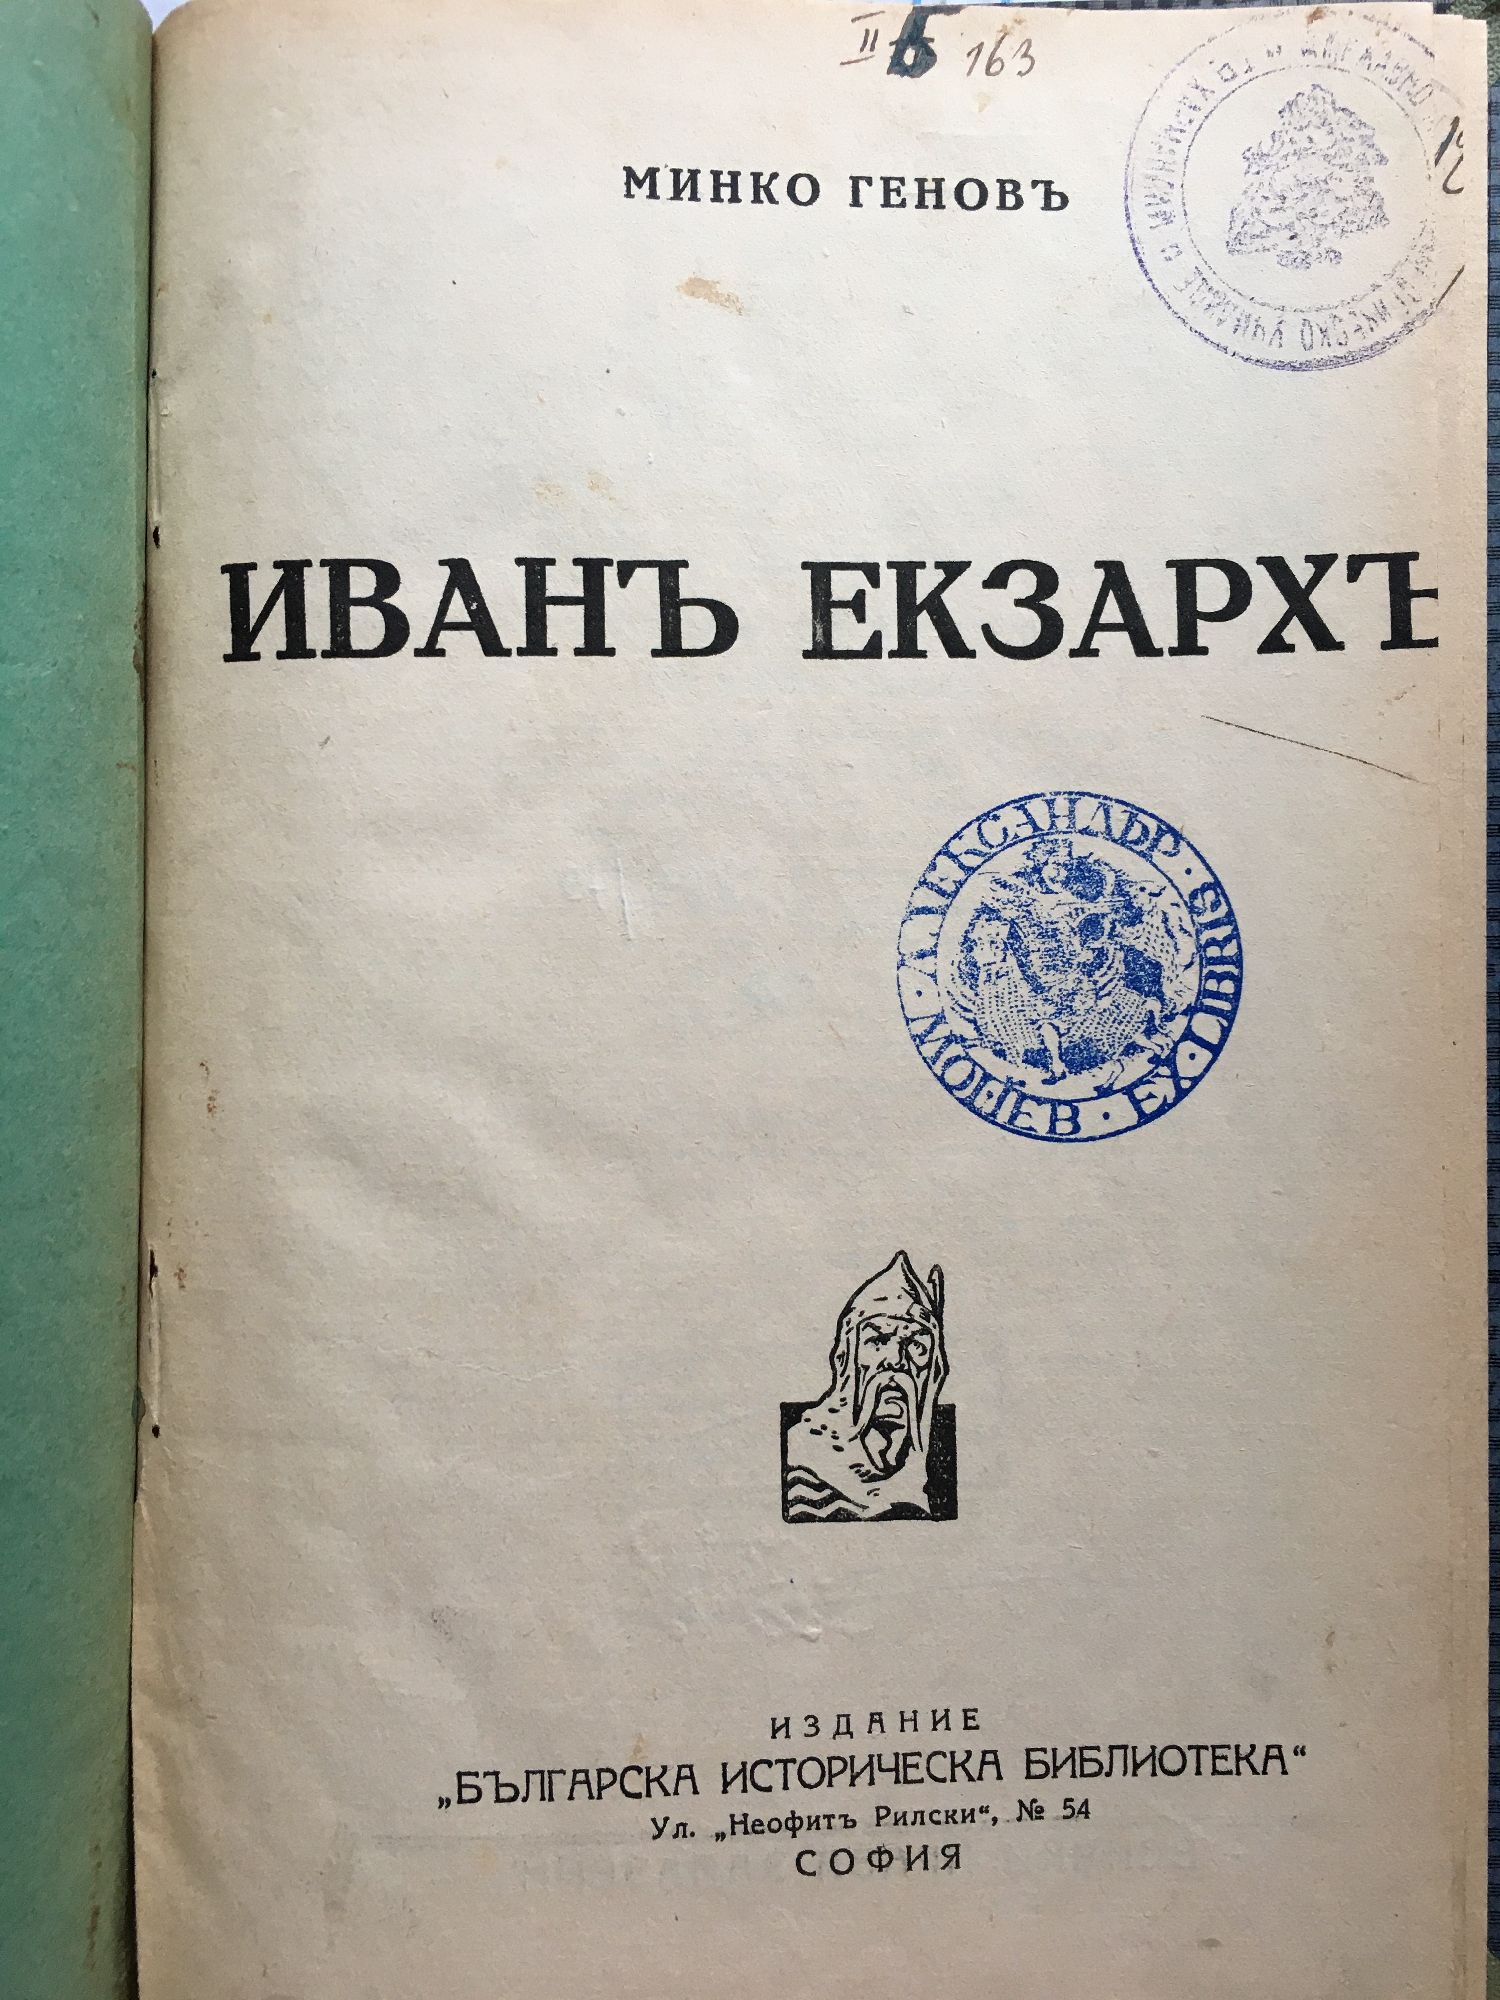 II Б 163
МИНКО ГЕНОВЪ
ИВАНЪ ЕКЗАРХЪ
АЛЕКСАНДЪР · МОНЕВ · EX · LIBRIS
ИЗДАНИЕ
„БЪЛГАРСКА ИСТОРИЧЕСКА БИБЛИОТЕКА“
Ул. „Неофитъ Рилски“, № 54
СОФИЯ